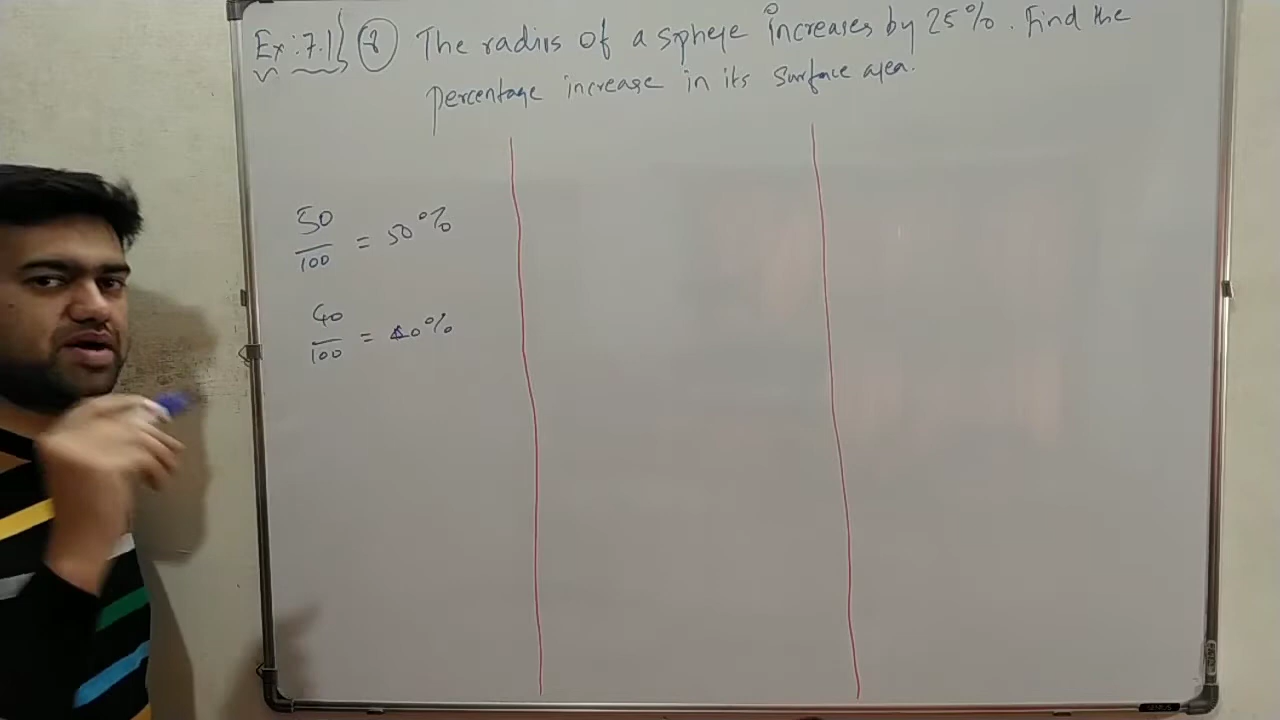 Ex: 7.1 8 The radius of a sphere increases by 25%. Find the
percentage increase in its surface area.
50/100 = 50%
40/100 = 40%